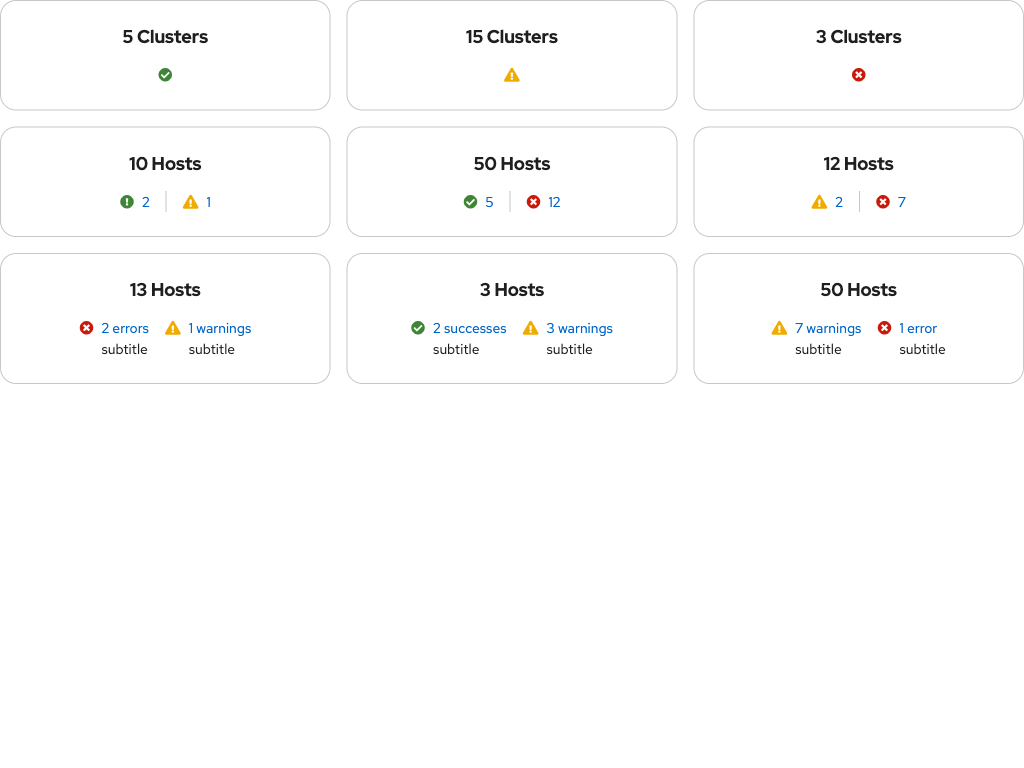 5 Clusters
15 Clusters
3 Clusters
10 Hosts
2
1
50 Hosts
5
12
12 Hosts
2
7
13 Hosts
2 errors
subtitle
1 warnings
subtitle
3 Hosts
2 successes
subtitle
3 warnings
subtitle
50 Hosts
7 warnings
subtitle
1 error
subtitle